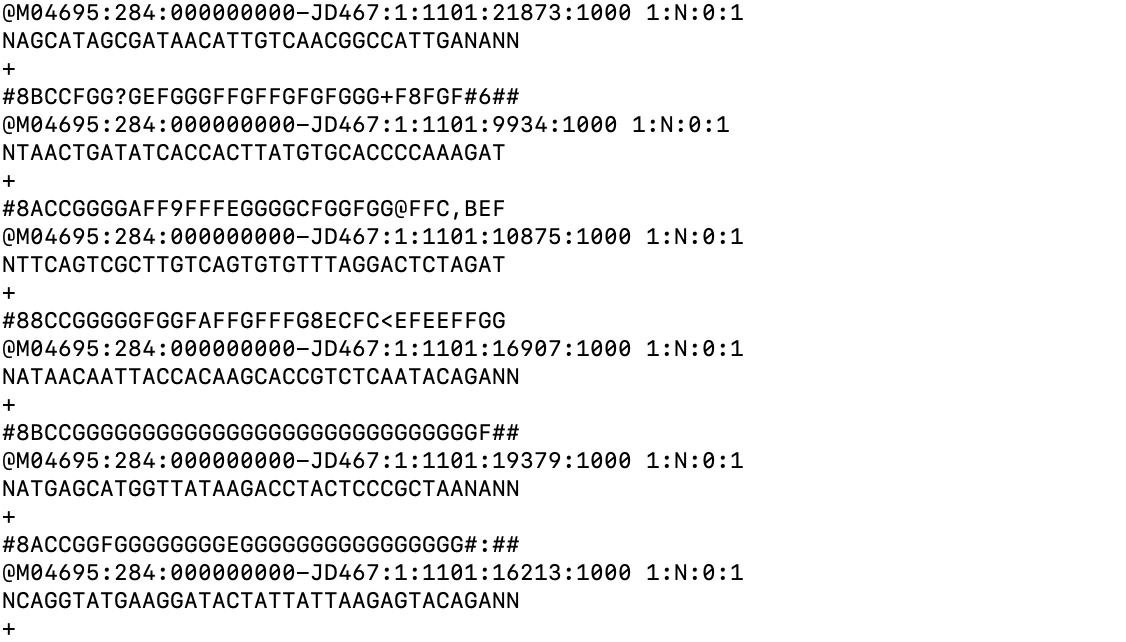 @M04695:284:000000000-JD467:1:1101:21873:1000 1:N:0:1
NAGCATAGCGATAACATTGTCAACGGCCATTGANANN
+
#8BCCFGG?GEFGGGFFGFFGFGFGGG+F8FGF#6##
@M04695:284:000000000-JD467:1:1101:9934:1000 1:N:0:1
NTAACTGATATCACCACTTATGTGCACCCCAAAGAT
+
#8ACCGGGGAFF9FFFEGGGGCFGGFGG@FFC,BEF
@M04695:284:000000000-JD467:1:1101:10875:1000 1:N:0:1
NTTCAGTCGCTTGTCAGTGTGTTTAGGACTCTAGAT
+
#88CCGGGGGFGGFAFFGFFFG8ECFC<EFEEFFGG
@M04695:284:000000000-JD467:1:1101:16907:1000 1:N:0:1
NATAACAATTACCACAAGCACCGTCTCAATACAGANN
+
#8BCCGGGGGGGGGGGGGGGGGGGGGGGGGGGGGF##
@M04695:284:000000000-JD467:1:1101:19379:1000 1:N:0:1
NATGAGCATGGTTATAAGACCTACTCCCGCTAANANN
+
#8ACCGGFGGGGGGGGEGGGGGGGGGGGGGGGG#:##
@M04695:284:000000000-JD467:1:1101:16213:1000 1:N:0:1
NCAGGTATGAAGGATACTATTATTAAGAGTACAGANN
+